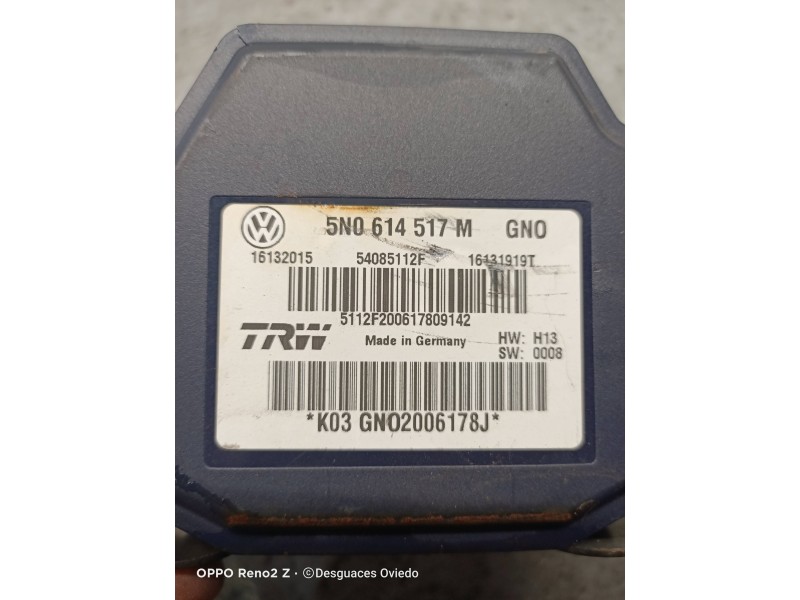 5N0 614 517 M GNO
16132015 54085112F 16131919T
5112F200617809142
TRW Made in Germany HW: H13
SW: 0008
*K03 GNO2006178J*
OPPO Reno2 Z · ©Desguaces Oviedo